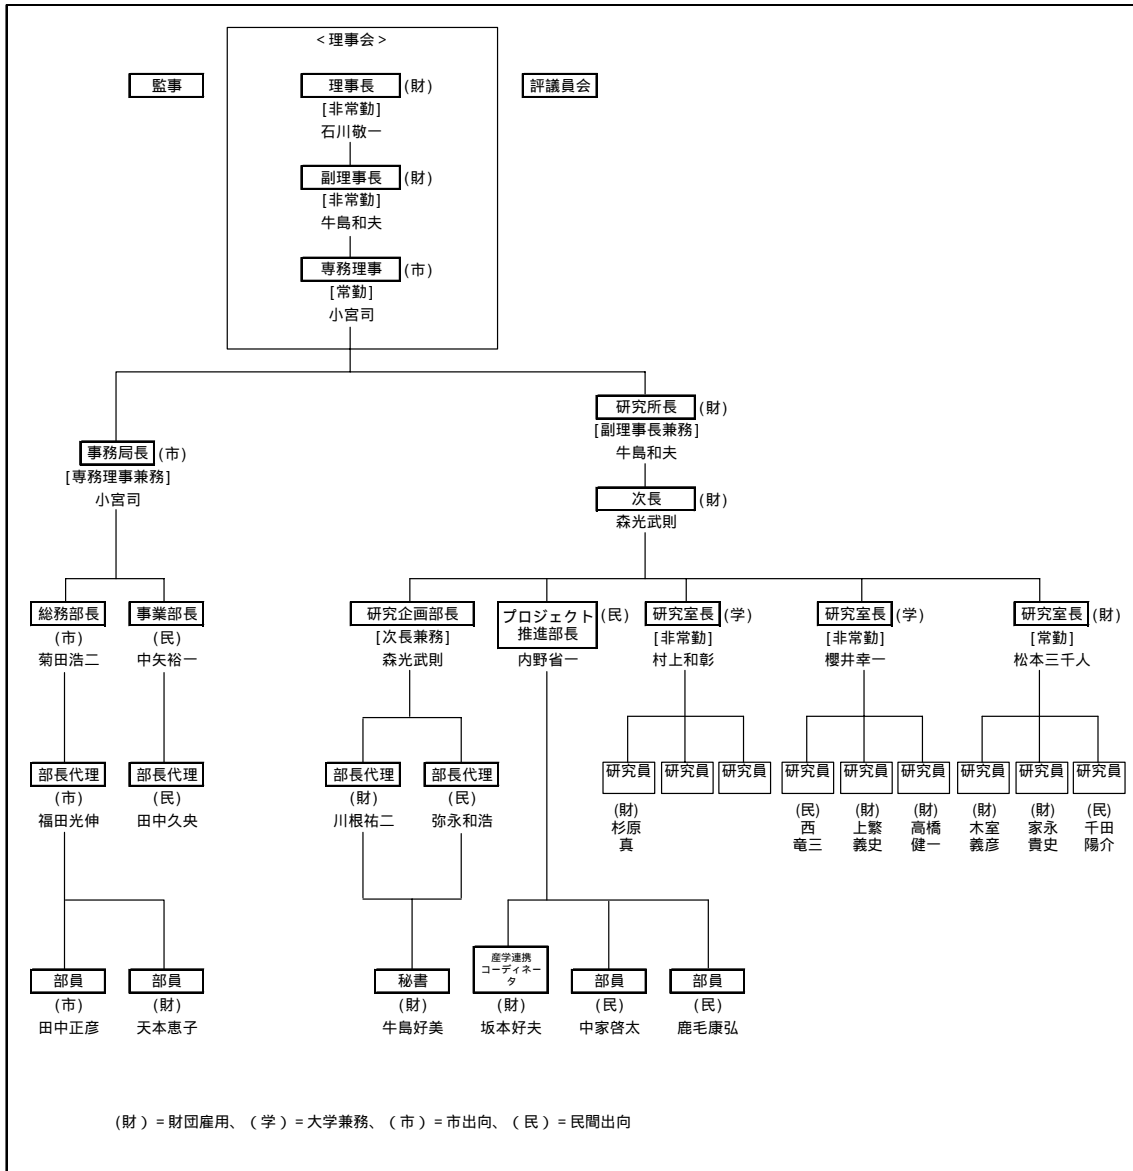 <理事会>
監事
理事長 (財)
評議員会
[非常勤]
石川敬一
副理事長 (財)
[非常勤]
牛島和夫
専務理事 (市)
[常勤]
小宮司
研究所長 (財)
[副理事長兼務]
牛島和夫
事務局長 (市)
[専務理事兼務]
小宮司
次長 (財)
森光武則
総務部長
(市)
菊田浩二
事業部長
(民)
中矢裕一
研究企画部長
[次長兼務]
森光武則
プロジェクト
推進部長
(民)
内野省一
研究室長 (学)
[非常勤]
村上和彰
研究室長 (学)
[非常勤]
櫻井幸一
研究室長 (財)
[常勤]
松本三千人
部長代理
(市)
福田光伸
部長代理
(民)
田中久央
部長代理
(財)
川根祐二
部長代理
(民)
弥永和浩
研究員
(財)
杉原
真
研究員
研究員
研究員
(民)
西
竜三
研究員
(財)
上繁
義史
研究員
(財)
高橋
健一
研究員
(財)
木室
義彦
研究員
(財)
家永
貴史
研究員
(民)
千田
陽介
部員
(市)
田中正彦
部員
(財)
天本恵子
秘書
(財)
牛島好美
産学連携
コーディネー
タ
(財)
坂本好夫
部員
(民)
中家啓太
部員
(民)
鹿毛康弘
(財)=財団雇用、(学)=大学兼務、(市)=市出向、(民)=民間出向